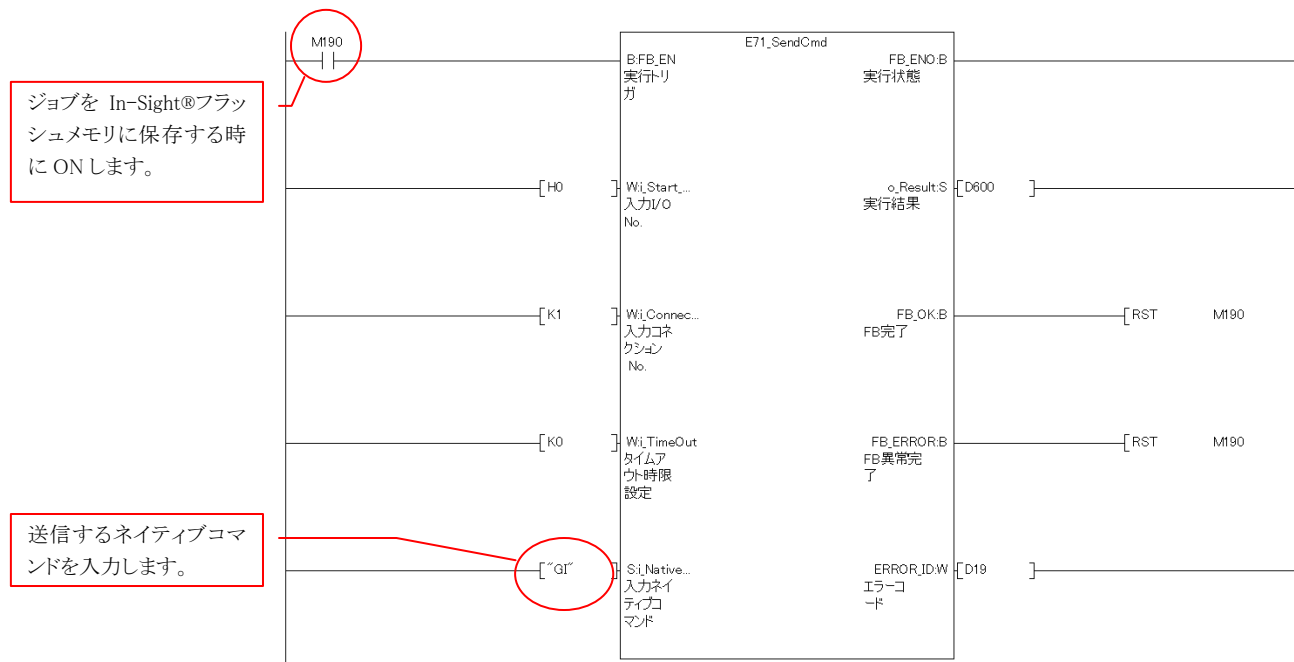 M190
E71_SendCmd
B:FB_EN
実行トリ
ガ
FB_ENO:B
実行状態
ジョブを In-Sight®フラッ
シュメモリに保存する時
に ON します。
H0
W:i_Start_...
入力I/O
No.
o_Result:S
実行結果
D600
K1
W:i_Connec...
入力コネ
クション
No.
FB_OK:B
FB完了
RST M190
K0
W:i_TimeOut
タイムア
ウト時限
設定
FB_ERROR:B
FB異常完
了
RST M190
送信するネイティブコマ
ンドを入力します。
"GI"
S:i_Native...
入力ネイ
ティブコ
マンド
ERROR_ID:W
エラーコ
ード
D19